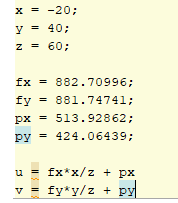 x = -20;
y = 40;
z = 60;
fx = 882.70996;
fy = 881.74741;
px = 513.92862;
py = 424.06439;
u = fx*x/z + px
v = fy*y/z + py